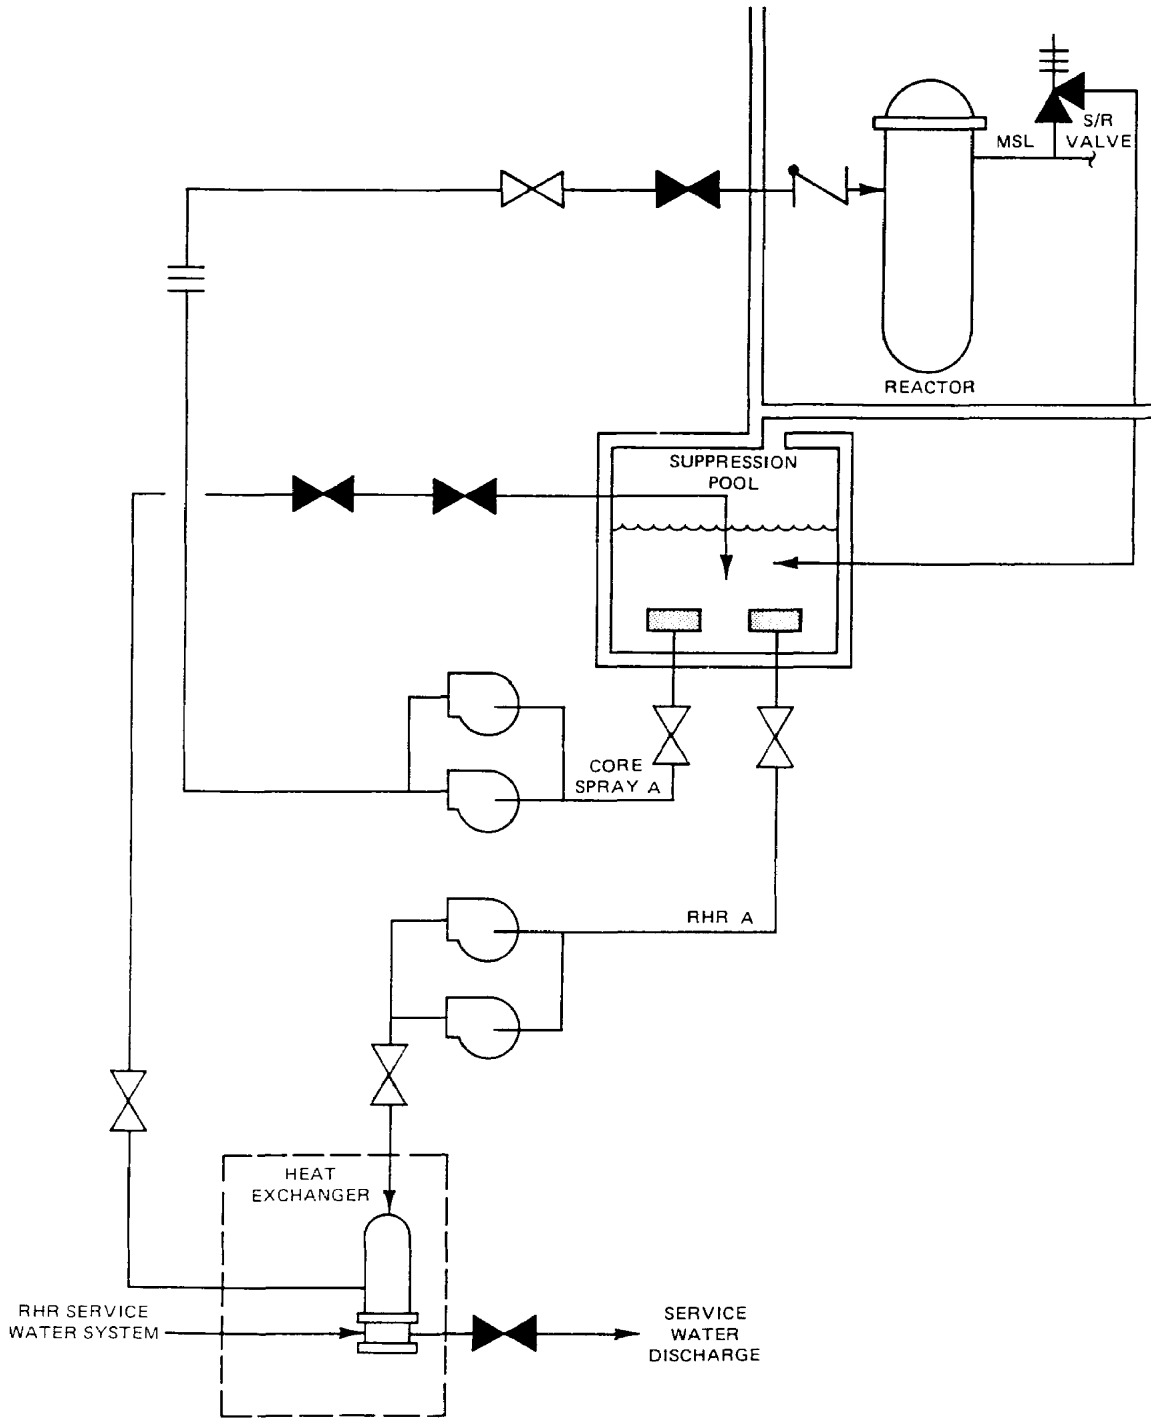 MSL
S/R
VALVE
REACTOR
SUPPRESSION
POOL
CORE
SPRAY A
RHR A
HEAT
EXCHANGER
RHR SERVICE
WATER SYSTEM
SERVICE
WATER
DISCHARGE